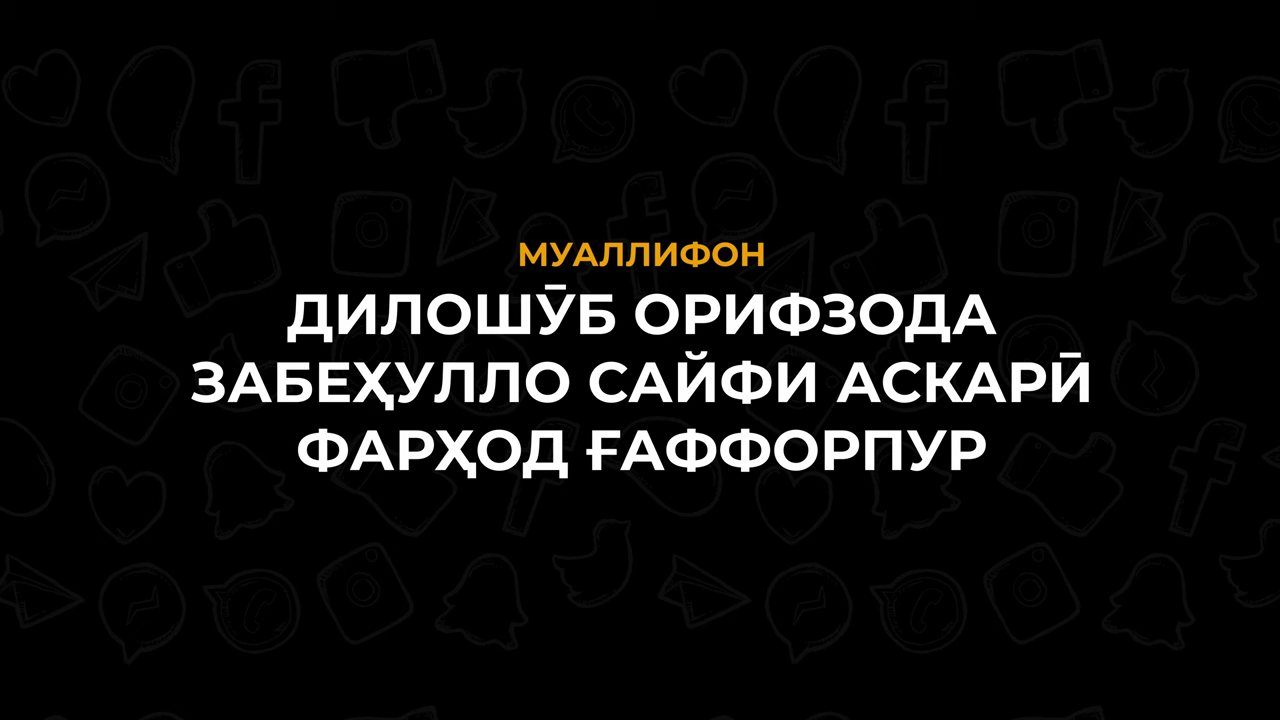 МУАЛЛИФОН
ДИЛОШӮБ ОРИФЗОДА
ЗАБЕҲУЛЛО САЙФИ АСКАРӢ
ФАРҲОД ҒАФФОРПУР